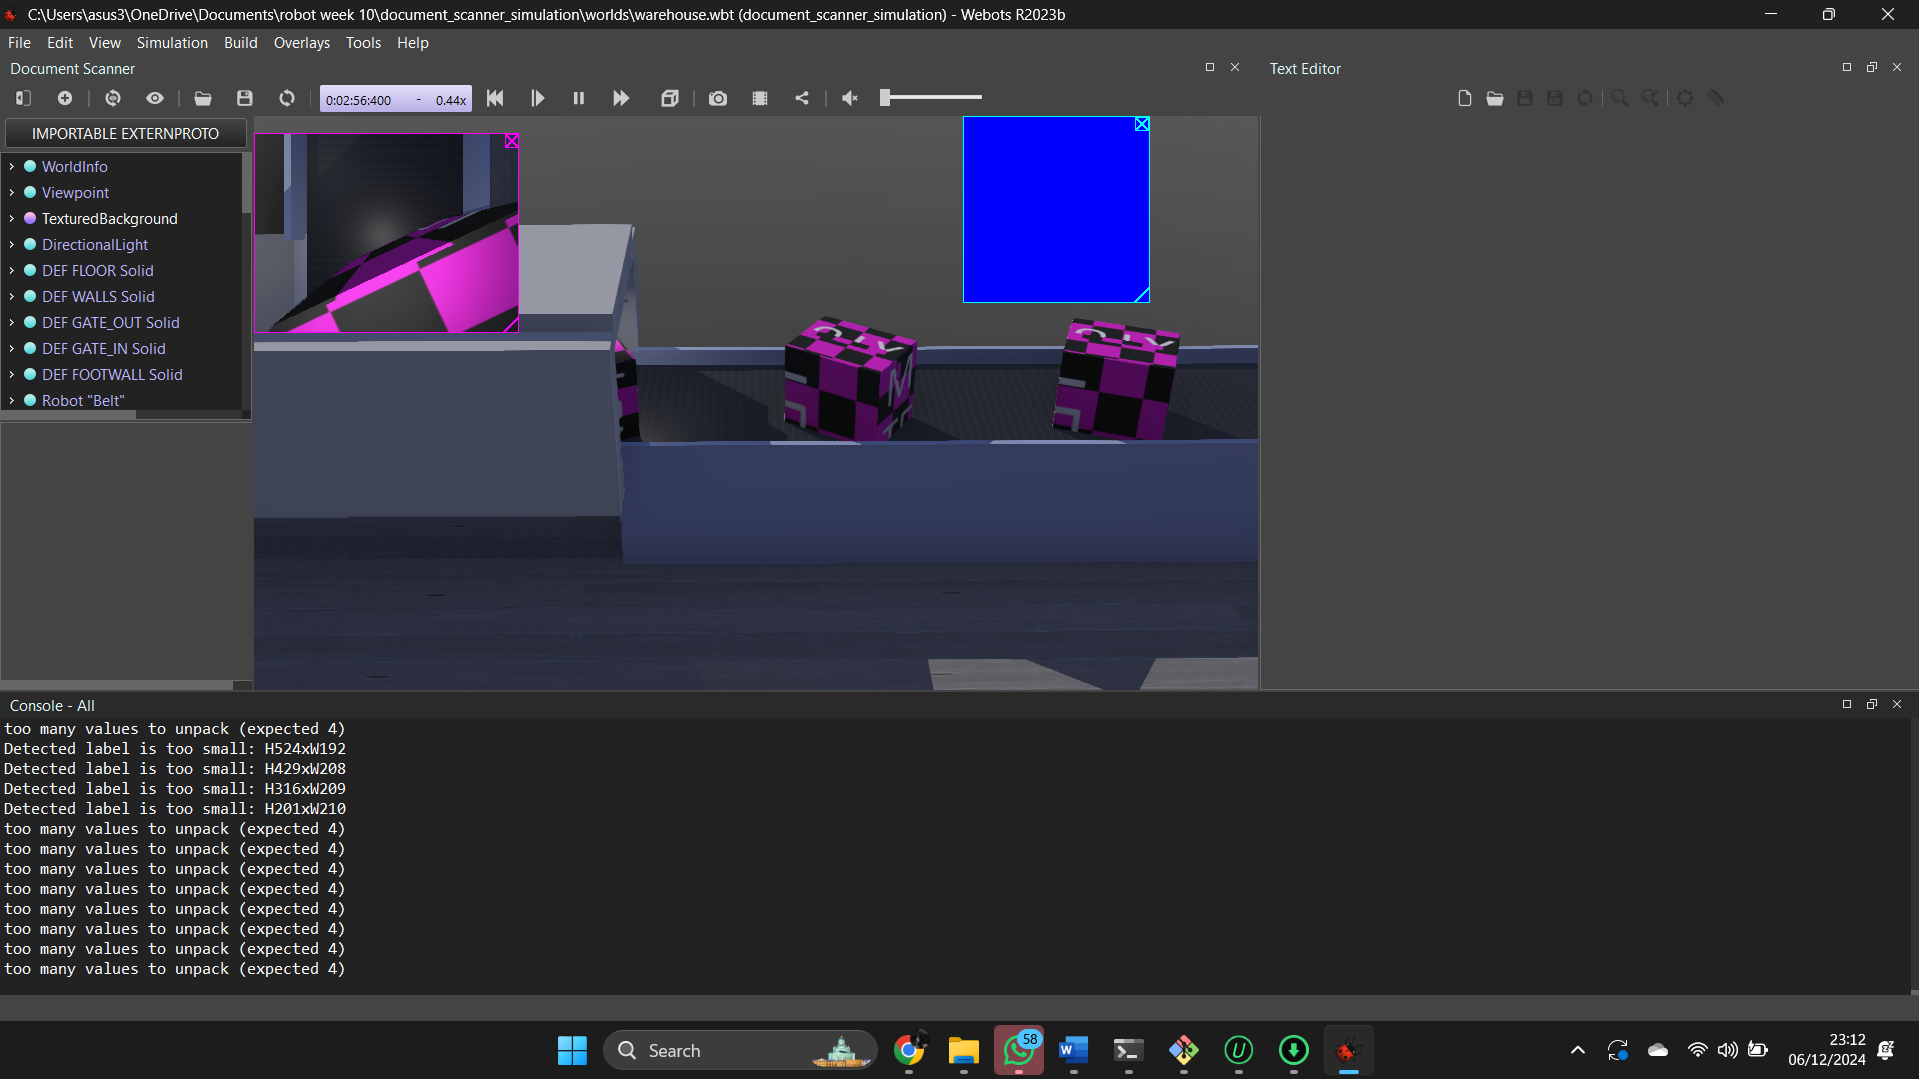 C:\Users\asus3\OneDrive\Documents\robot week 10\document_scanner_simulation\worlds\warehouse.wbt (document_scanner_simulation) - Webots R2023b
File Edit View Simulation Build Overlays Tools Help
Document Scanner
Text Editor
0:02:56:400 - 0.44x
IMPORTABLE EXTERNPROTO
WorldInfo
Viewpoint
TexturedBackground
DirectionalLight
DEF FLOOR Solid
DEF WALLS Solid
DEF GATE_OUT Solid
DEF GATE_IN Solid
DEF FOOTWALL Solid
Robot "Belt"
Console - All
too many values to unpack (expected 4)
Detected label is too small: H524xW192
Detected label is too small: H429xW208
Detected label is too small: H316xW209
Detected label is too small: H201xW210
too many values to unpack (expected 4)
too many values to unpack (expected 4)
too many values to unpack (expected 4)
too many values to unpack (expected 4)
too many values to unpack (expected 4)
too many values to unpack (expected 4)
too many values to unpack (expected 4)
too many values to unpack (expected 4)
Search
58
23:12
06/12/2024